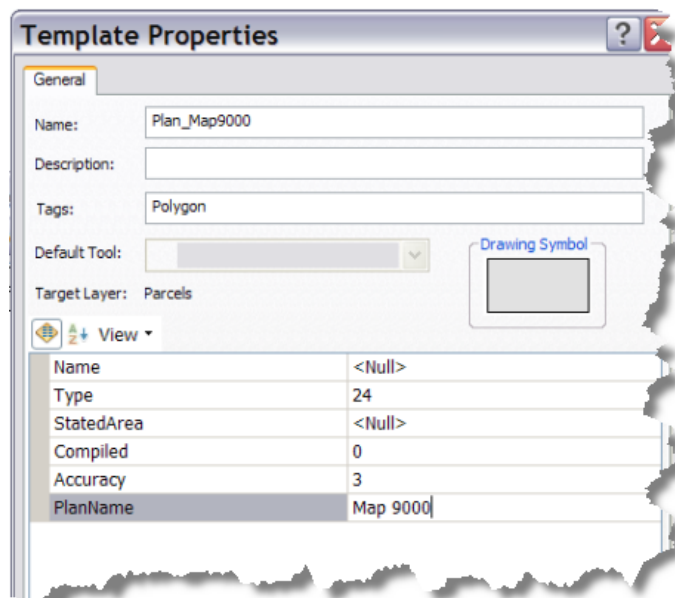 Template Properties
?
General
Name: Plan_Map9000
Description:
Tags: Polygon
Default Tool:
Drawing Symbol
Target Layer: Parcels
A Z View
Name <Null>
Type 24
StatedArea <Null>
Compiled 0
Accuracy 3
PlanName Map 9000